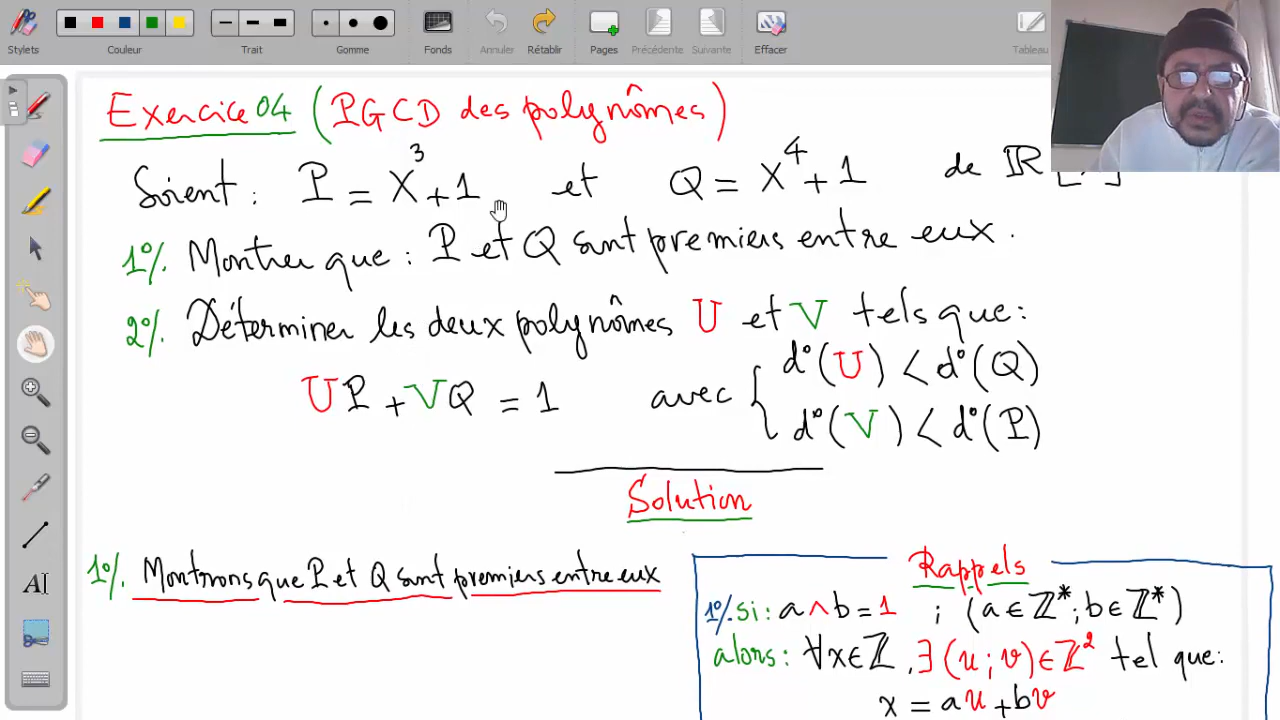 Stylets Couleur Trait Gomme Fonds Annuler Rétablir Pages Précédente Suivante Effacer Tableau
Exercice 04 (PGCD des polynômes)
Soient : P = X³ + 1 et Q = X⁴ + 1 de ℝ
1°/. Montrer que : P et Q sont premiers entre eux .
2°/. Déterminer les deux polynômes U et V tels que :
UP + VQ = 1 avec { d°(U) < d°(Q)
d°(V) < d°(P)
Solution
1°/. Montrons que P et Q sont premiers entre eux
Rappels
1°/. si : a ∧ b = 1 ; (a ∈ ℤ* ; b ∈ ℤ*)
alors : ∀x ∈ ℤ , ∃ (u ; v) ∈ ℤ² tel que :
x = au + bv